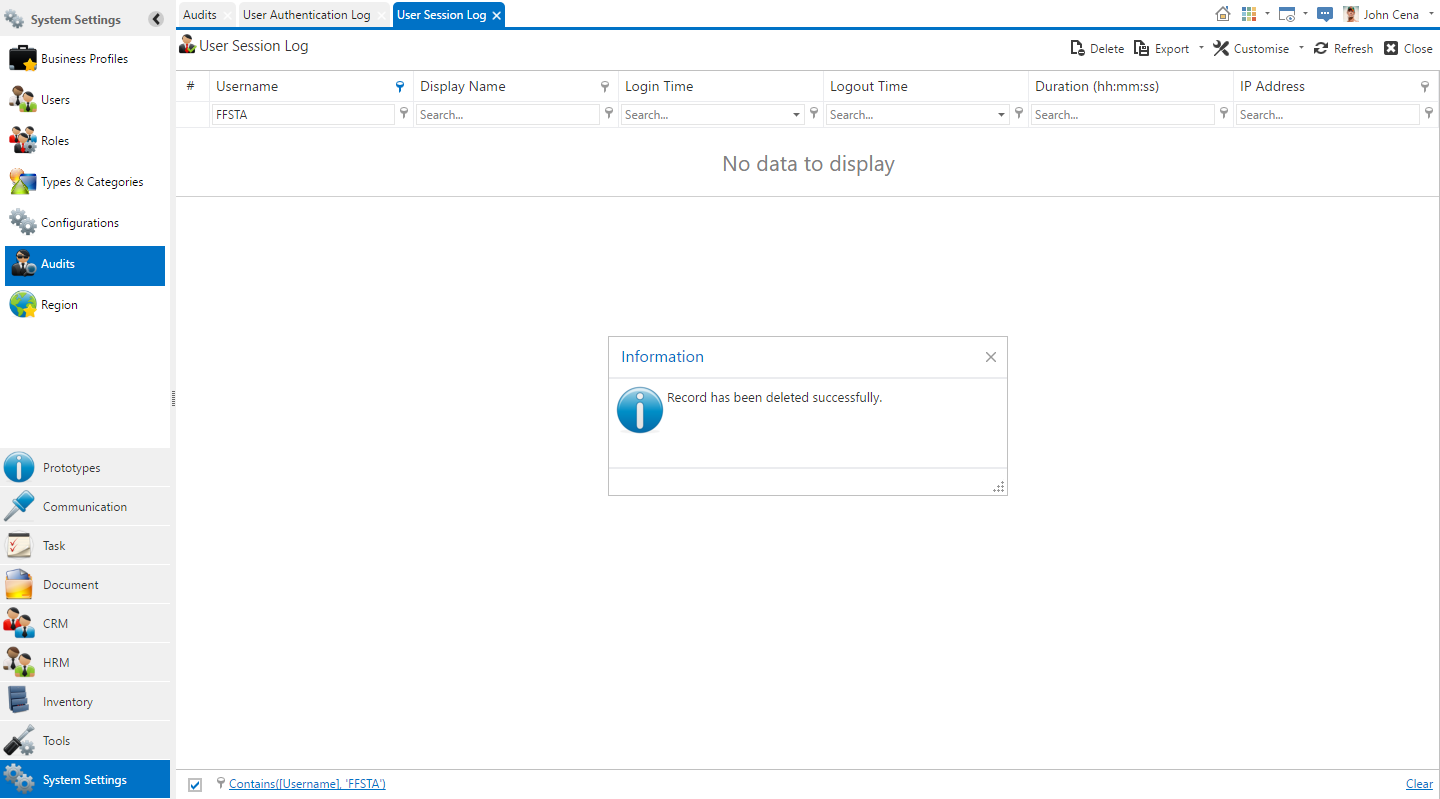 System Settings
Business Profiles
Users
Roles
Types & Categories
Configurations
Audits
Region
Prototypes
Communication
Task
Document
CRM
HRM
Inventory
Tools
System Settings
Audits User Authentication Log User Session Log John Cena
User Session Log Delete Export Customise Refresh Close
# Username Display Name Login Time Logout Time Duration (hh:mm:ss) IP Address
FFSTA Search... Search... Search... Search... Search...
No data to display
Information
Record has been deleted successfully.
Contains([Username], 'FFSTA') Clear